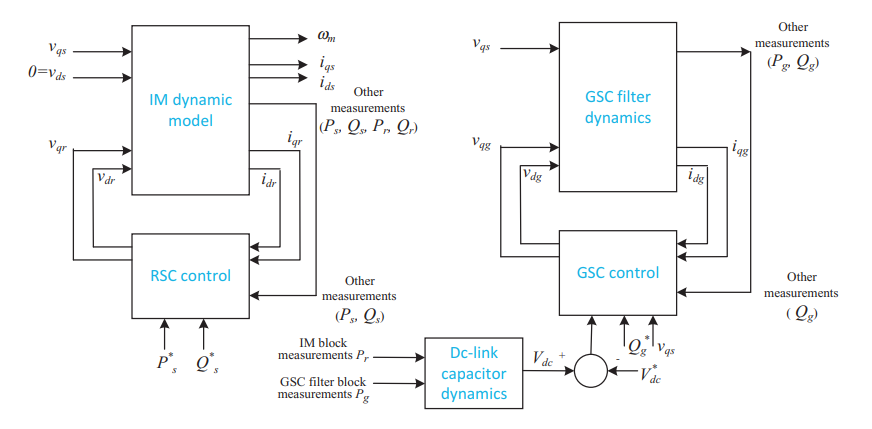 v_qs
0=v_ds
v_qr
v_dr
IM dynamic
model
ω_m
i_qs
i_ds
Other
measurements
(P_s, Q_s, P_r, Q_r)
i_qr
i_dr
RSC control
Other
measurements
(P_s, Q_s)
P*_s
Q*_s
v_qs
v_qg
v_dg
GSC filter
dynamics
Other
measurements
(P_g, Q_g)
i_qg
i_dg
GSC control
Other
measurements
( Q_g)
Q_g*
v_qs
IM block
measurements P_r
GSC filter block
measurements P_g
Dc-link
capacitor
dynamics
V_dc +
-
V*_dc